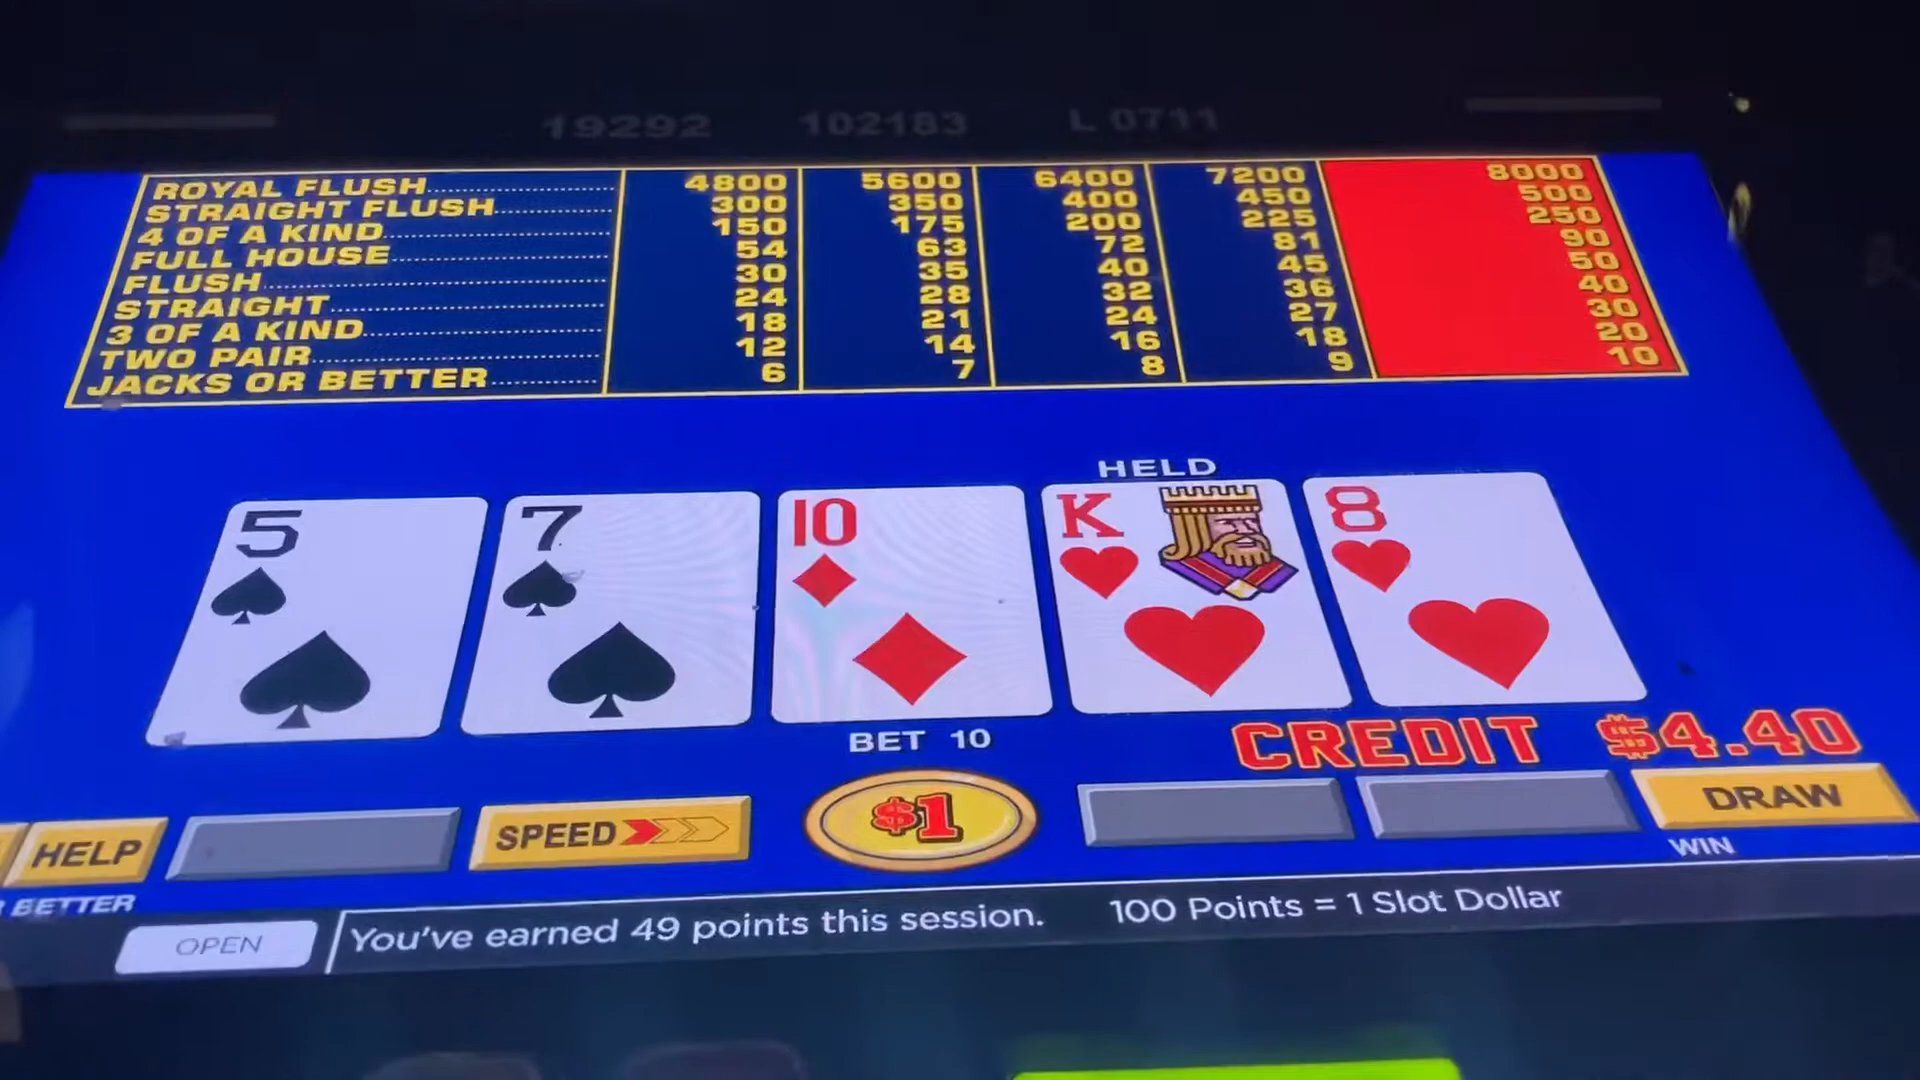 19292 102183 L 0711
ROYAL FLUSH 4800 5600 6400 7200 8000
STRAIGHT FLUSH 300 350 400 450 500
4 OF A KIND 150 175 200 225 250
FULL HOUSE 54 63 72 81 90
FLUSH 30 35 40 45 50
STRAIGHT 24 28 32 36 40
3 OF A KIND 18 21 24 27 30
TWO PAIR 12 14 16 18 20
JACKS OR BETTER 6 7 8 9 10
HELD
5 7 10 K 8
BET 10
CREDIT $4.40
HELP
SPEED
$1
DRAW
WIN
BETTER
OPEN
You've earned 49 points this session. 100 Points = 1 Slot Dollar